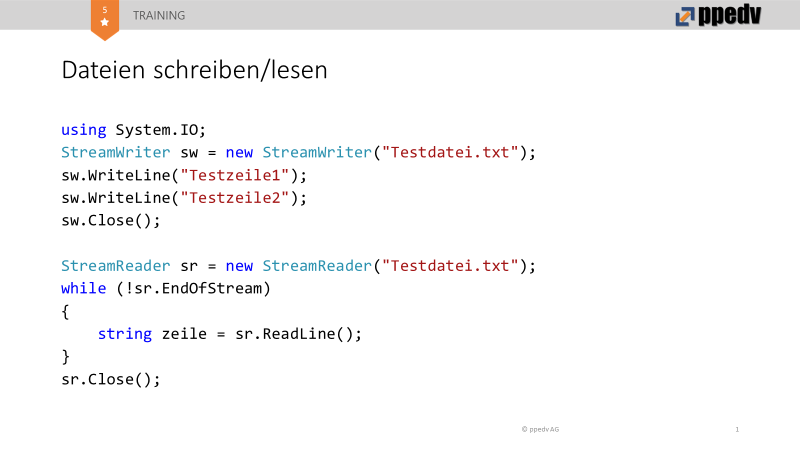 5
TRAINING
ppedv
Dateien schreiben/lesen
using System.IO;
StreamWriter sw = new StreamWriter("Testdatei.txt");
sw.WriteLine("Testzeile1");
sw.WriteLine("Testzeile2");
sw.Close();
StreamReader sr = new StreamReader("Testdatei.txt");
while (!sr.EndOfStream)
{
    string zeile = sr.ReadLine();
}
sr.Close();
© ppedv AG
1